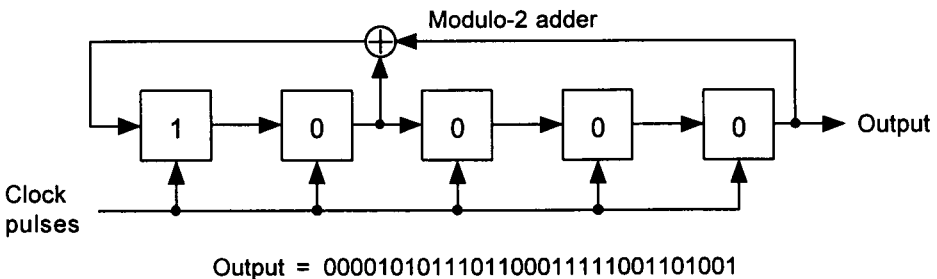 Modulo-2 adder
1 0 0 0 0
Output
Clock
pulses
Output = 0000101011101100011111001101001